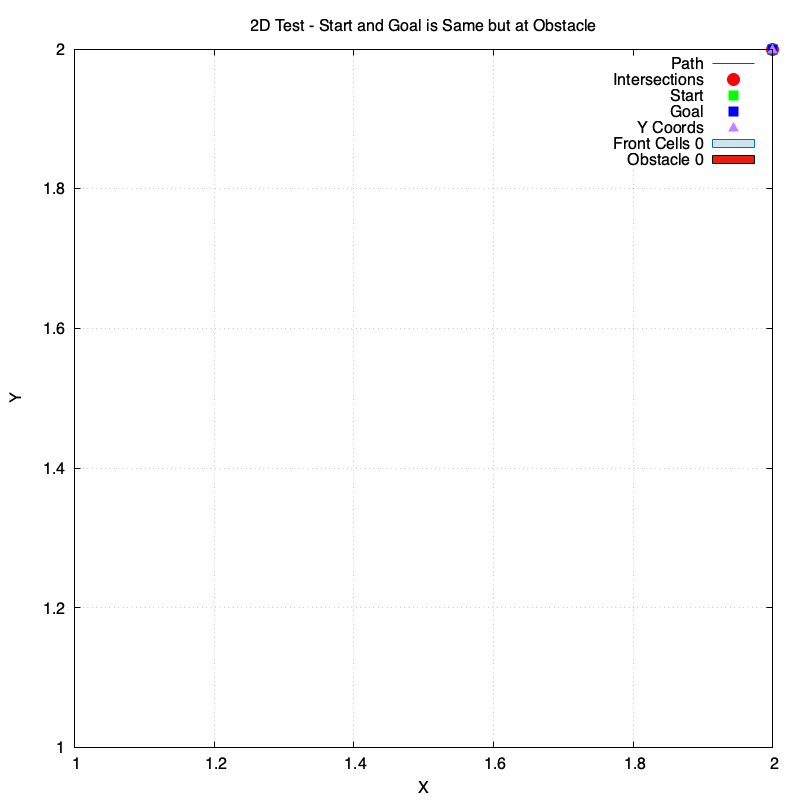 2D Test - Start and Goal is Same but at Obstacle
2
Path
Intersections
Start
Goal
Y Coords
Front Cells 0
Obstacle 0
1.8
1.6
Y
1.4
1.2
1
1 1.2 1.4 1.6 1.8 2
X